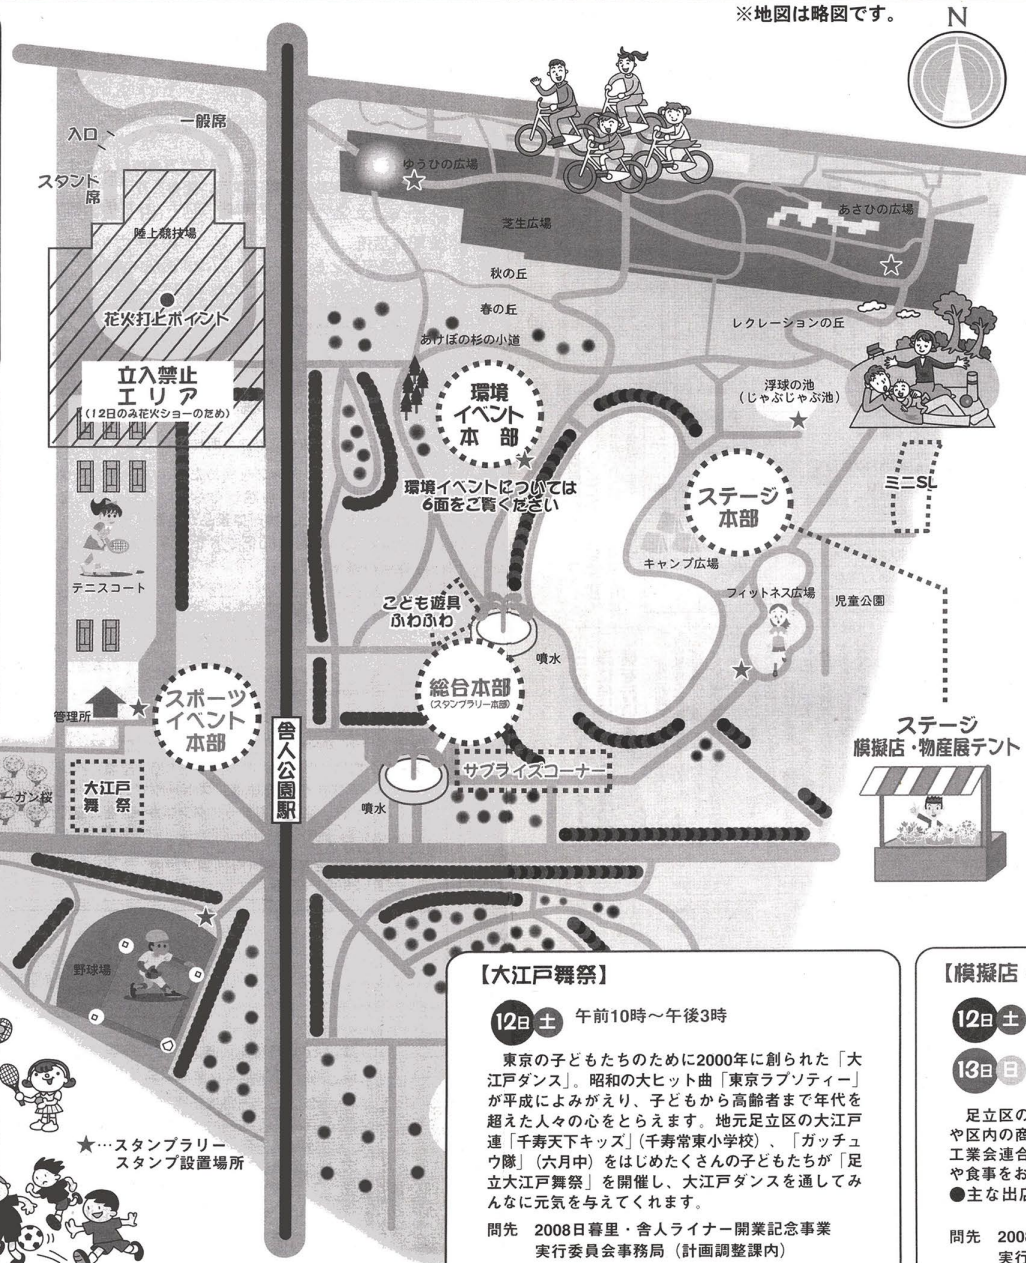 ※地図は略図です。
N
入口
一般席
スタンド
席
陸上競技場
花火打上ポイント
立入禁止
エリア
(12日のみ花火ショーのため)
ゆうひの広場
芝生広場
あさひの広場
秋の丘
春の丘
あけぼの杉の小道
レクレーションの丘
浮球の池
(じゃぶじゃぶ池)
環境
イベント
本部
環境イベントについては
6面をご覧ください
ステージ
本部
ミニSL
キャンプ広場
フィットネス広場
児童公園
テニスコート
こども遊具
ふわふわ
噴水
総合本部
(スタンプラリー本部)
スポーツ
イベント
本部
管理所
舎人公園駅
サプライズコーナー
噴水
大江戸
舞祭
ーガン桜
ステージ
模擬店・物産展テント
野球場
★…スタンプラリー
スタンプ設置場所
【大江戸舞祭】
12日 土 午前10時〜午後3時
東京の子どもたちのために2000年に創られた「大
江戸ダンス」。昭和の大ヒット曲「東京ラプソティー」
が平成によみがえり、子どもから高齢者まで年代を
超えた人々の心をとらえます。地元足立区の大江戸
連「千寿天下キッズ」(千寿常東小学校)、「ガッチュ
ウ隊」(六月中)をはじめたくさんの子どもたちが「足
立大江戸舞祭」を開催し、大江戸ダンスを通してみ
んなに元気を与えてくれます。
問先 2008日暮里・舎人ライナー開業記念事業
実行委員会事務局(計画調整課内)
【模擬店
12日 土
13日 日
足立区の
や区内の商
工業会連合
や食事をお
●主な出店
問先 2008
実行